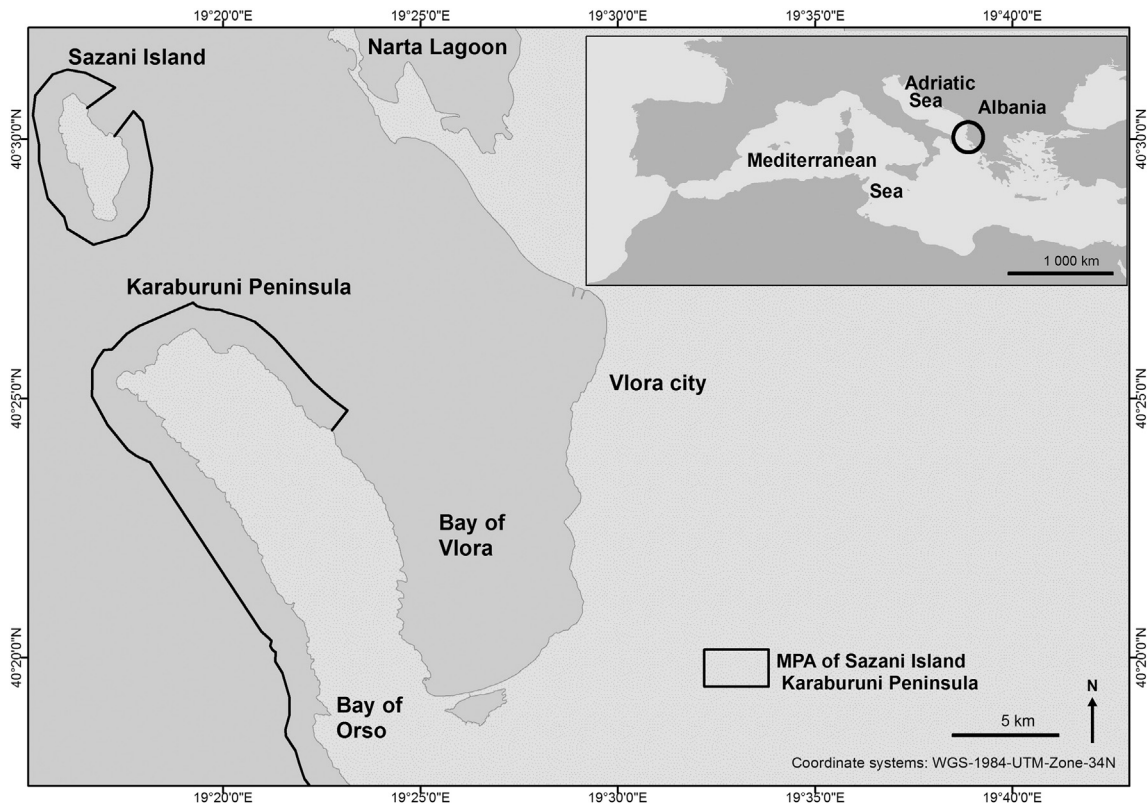 19°20'0"E
19°25'0"E
19°30'0"E
19°35'0"E
19°40'0"E
Sazani Island
Narta Lagoon
Adriatic
Sea
Albania
Mediterranean
Sea
1 000 km
40°30'0"N
40°30'0"N
Karaburuni Peninsula
Vlora city
40°25'0"N
40°25'0"N
Bay of
Vlora
40°20'0"N
40°20'0"N
MPA of Sazani Island
Karaburuni Peninsula
N
Bay of
Orso
5 km
Coordinate systems: WGS-1984-UTM-Zone-34N
19°20'0"E
19°25'0"E
19°30'0"E
19°35'0"E
19°40'0"E